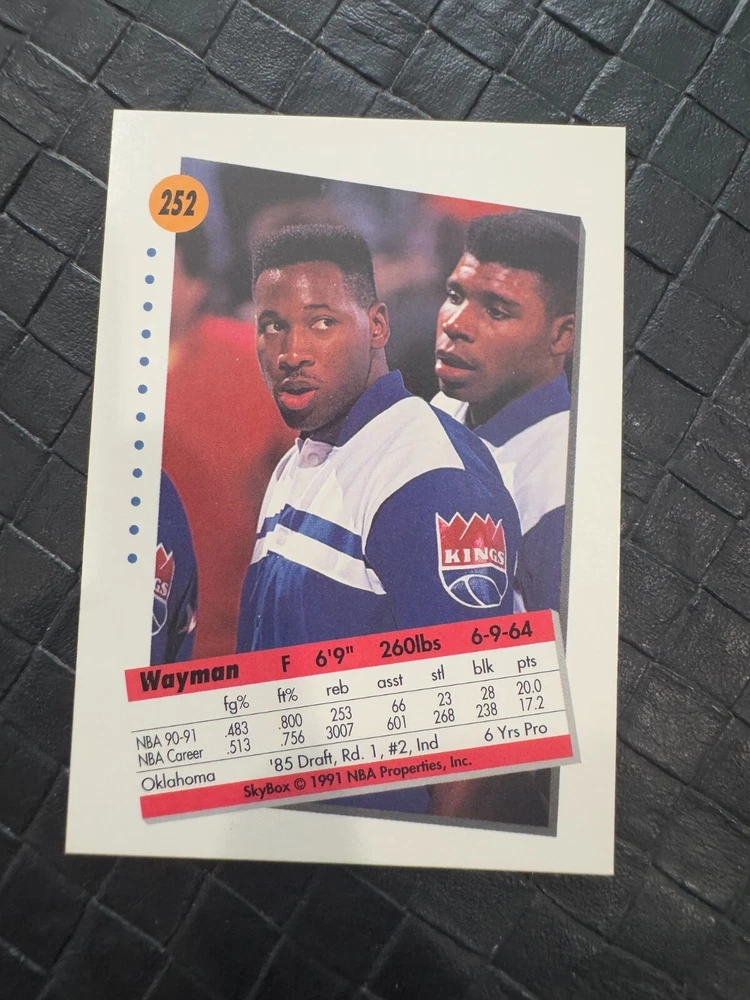 252
KINGS
GS
Wayman F 6'9" 260lbs 6-9-64
fg% ft% reb asst stl blk pts
NBA 90-91 .483 .800 253 66 23 28 20.0
NBA Career .513 .756 3007 601 268 238 17.2
Oklahoma '85 Draft, Rd. 1, #2, Ind 6 Yrs Pro
SkyBox © 1991 NBA Properties, Inc.